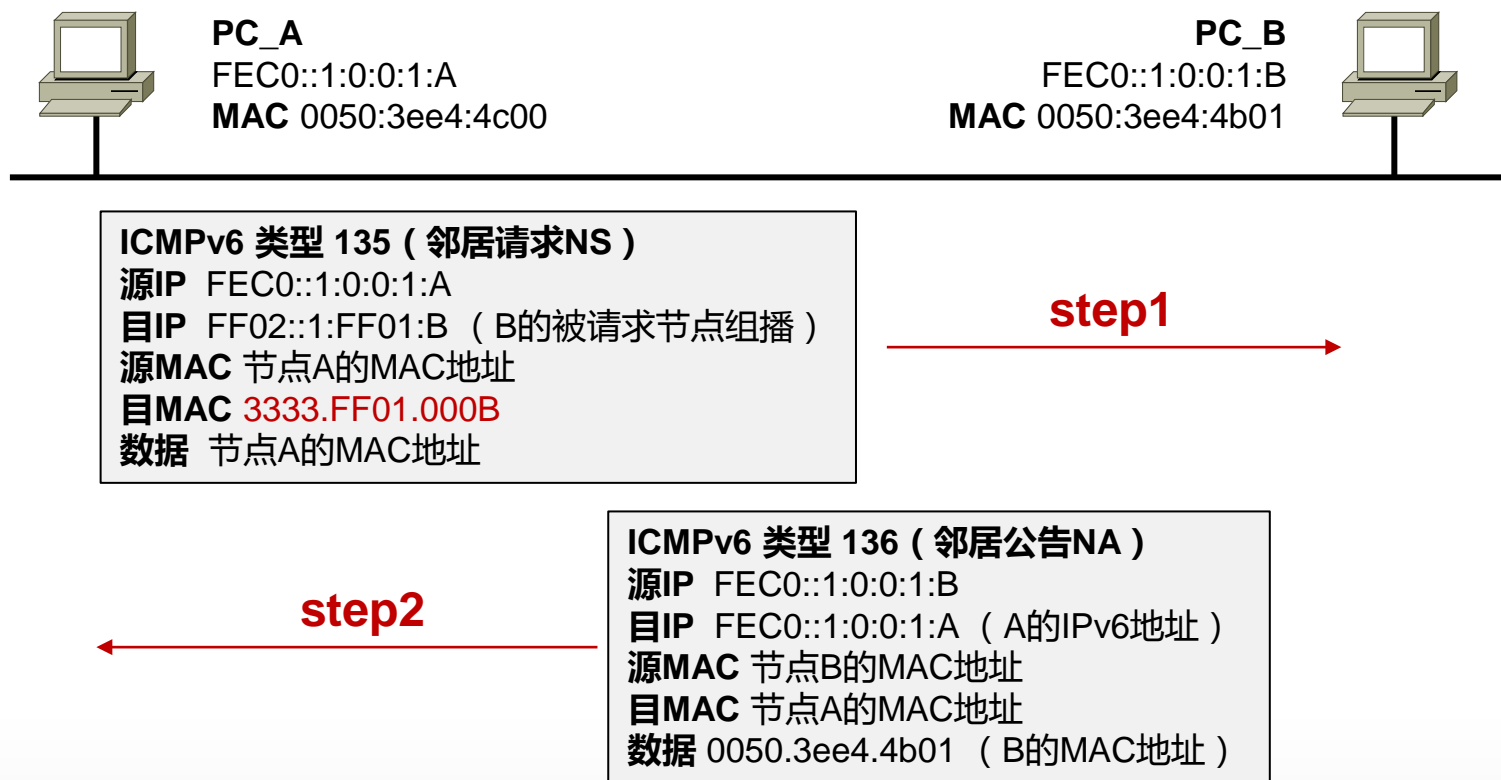 PC_A
FEC0::1:0:0:1:A
MAC 0050:3ee4:4c00
PC_B
FEC0::1:0:0:1:B
MAC 0050:3ee4:4b01
ICMPv6 类型 135（邻居请求NS）
源IP FEC0::1:0:0:1:A
目IP FF02::1:FF01:B （B的被请求节点组播）
源MAC 节点A的MAC地址
目MAC 3333.FF01.000B
数据 节点A的MAC地址
step1
ICMPv6 类型 136（邻居公告NA）
源IP FEC0::1:0:0:1:B
目IP FEC0::1:0:0:1:A （A的IPv6地址）
源MAC 节点B的MAC地址
目MAC 节点A的MAC地址
数据 0050.3ee4.4b01 （B的MAC地址）
step2